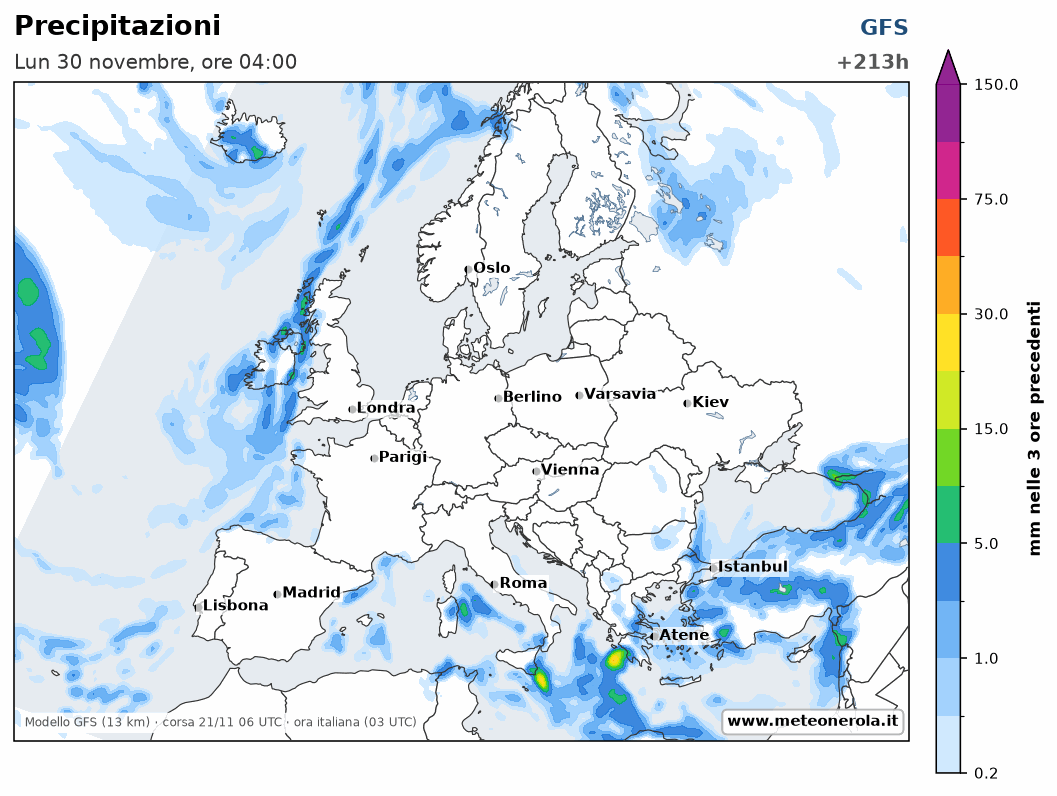 Precipitazioni
GFS
Lun 30 novembre, ore 04:00
+213h
150.0
75.0
30.0
15.0
5.0
1.0
0.2
mm nelle 3 ore precedenti
Oslo
Berlino
Varsavia
Kiev
Londra
Parigi
Vienna
Istanbul
Roma
Madrid
Lisbona
Atene
Modello GFS (13 km) · corsa 21/11 06 UTC · ora italiana (03 UTC)
www.meteonerola.it